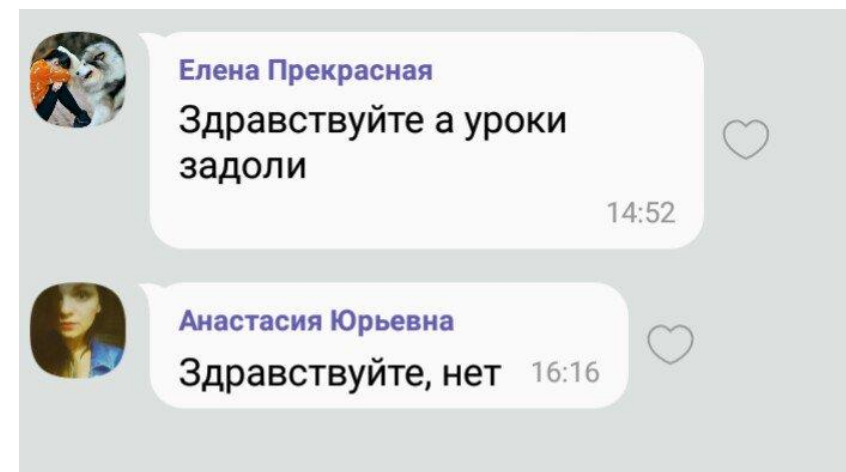 Елена Прекрасная
Здравствуйте а уроки
задоли
14:52
Анастасия Юрьевна
Здравствуйте, нет 16:16